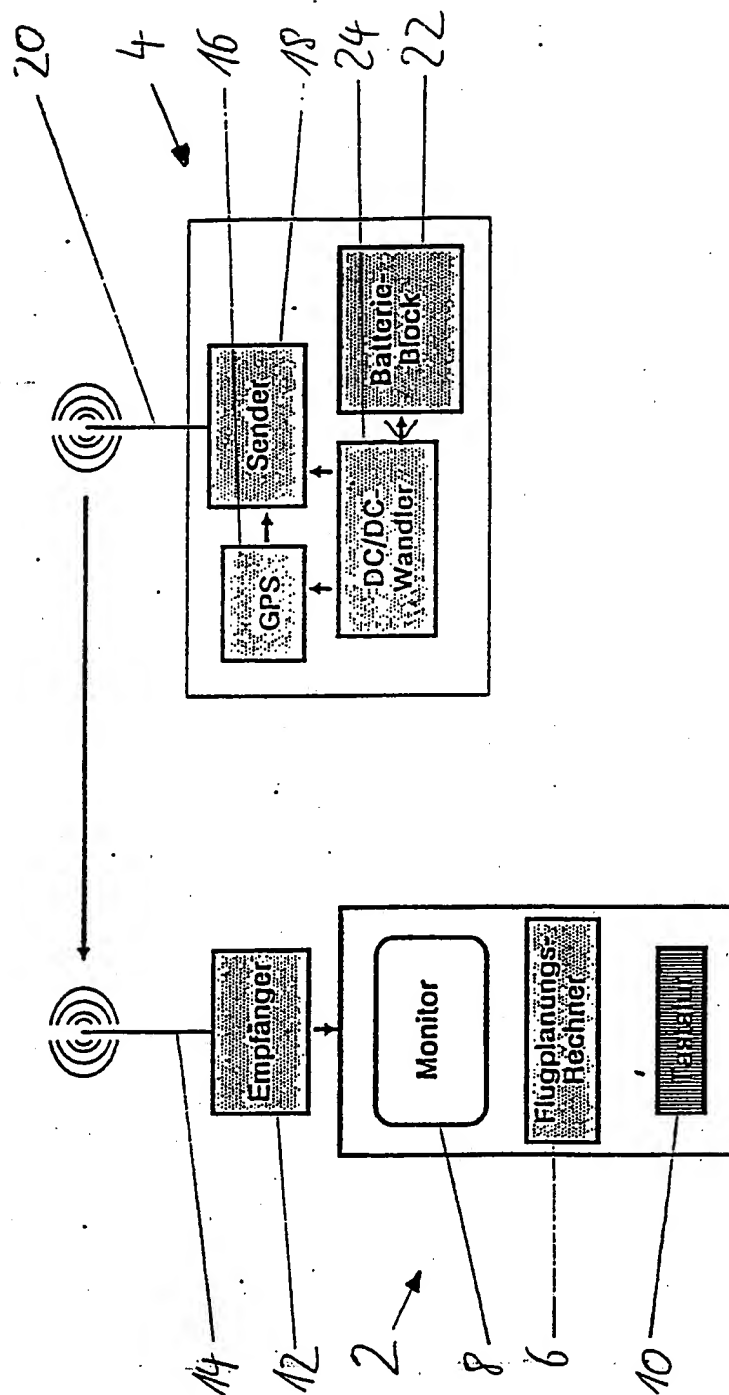 20
4
16
18
24
22
GPS
Sender
DC/DC-
Wandler
Batterie-
Block
Empfänger
Monitor
Flugplanungs-
Rechner
Tastatur
14
12
2
8
6
10